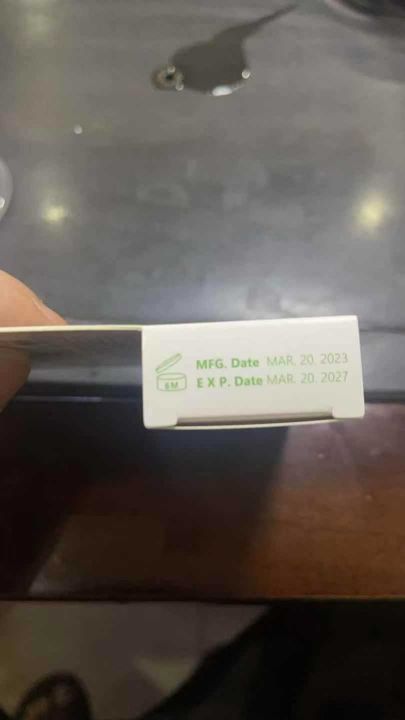 MFG. Date MAR. 20. 2023
6M
E X P. Date MAR. 20. 2027